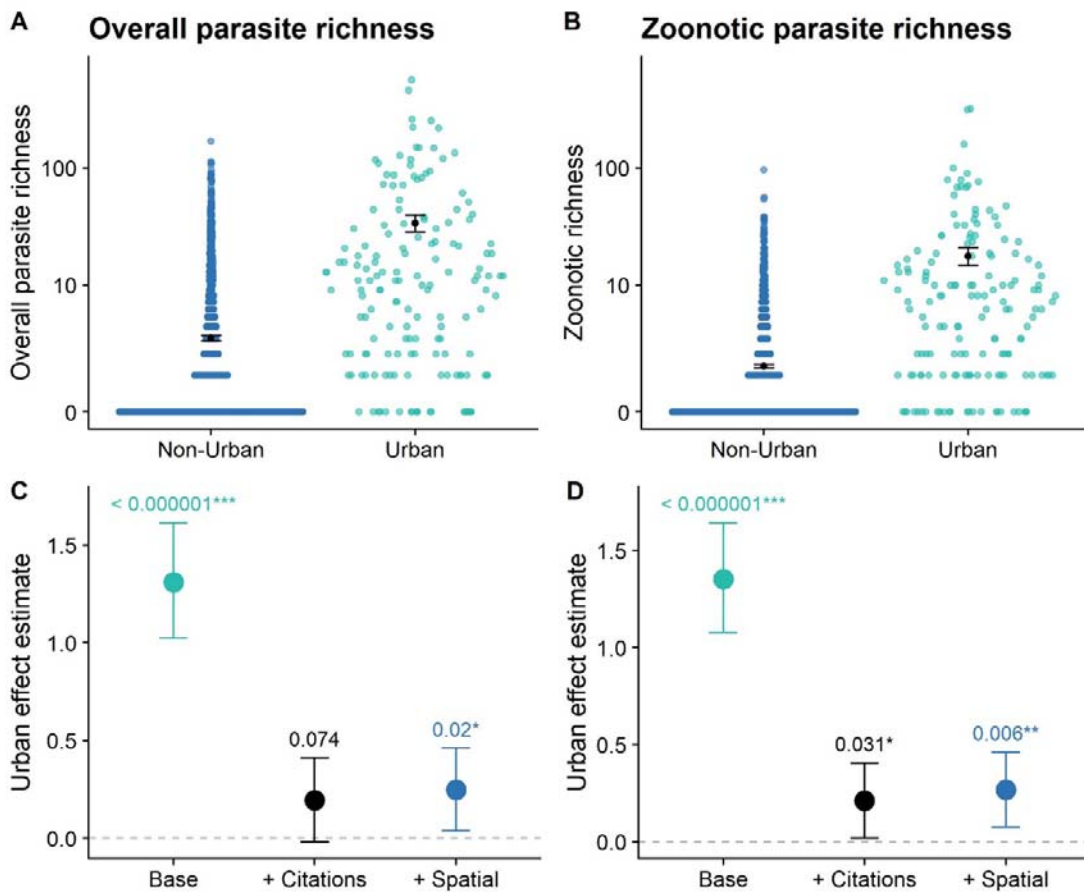 A Overall parasite richness
Overall parasite richness
100
10
0
Non-Urban Urban
B Zoonotic parasite richness
Zoonotic richness
100
10
0
Non-Urban Urban
C
Urban effect estimate
1.5
1.0
0.5
0.0
< 0.000001***
0.074
0.02*
Base + Citations + Spatial
D
Urban effect estimate
1.5
1.0
0.5
0.0
< 0.000001***
0.031*
0.006**
Base + Citations + Spatial